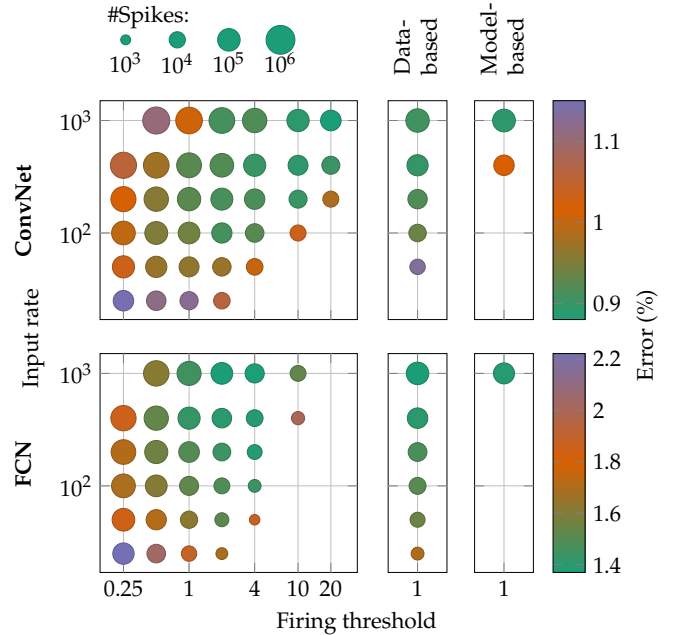 #Spikes:
10^3 10^4 10^5 10^6
Data-
based
Model-
based
ConvNet
10^3
10^2
1.1
1
0.9
Input rate
Error (%)
FCN
10^3
10^2
2.2
2
1.8
1.6
1.4
0.25 1 4 10 20 1 1
Firing threshold